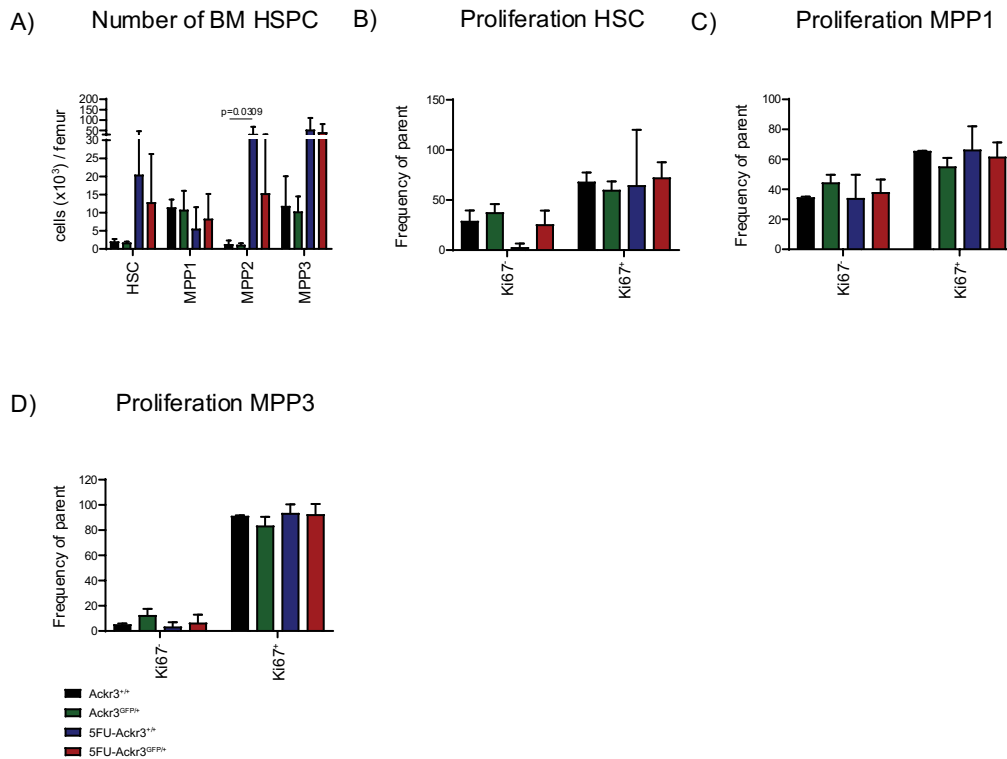 A) Number of BM HSPC
cells (x10³) / femur
200
150
100
50
30
20
15
10
5
0
p=0.0309
HSC
MPP1
MPP2
MPP3
B) Proliferation HSC
Frequency of parent
150
100
50
0
Ki67⁻
Ki67⁺
C) Proliferation MPP1
Frequency of parent
100
80
60
40
20
0
Ki67⁻
Ki67⁺
D) Proliferation MPP3
Frequency of parent
120
100
80
60
40
20
0
Ki67⁻
Ki67⁺
Ackr3⁺/⁺
Ackr3ᴳᶠᴾ/⁺
5FU-Ackr3⁺/⁺
5FU-Ackr3ᴳᶠᴾ/⁺